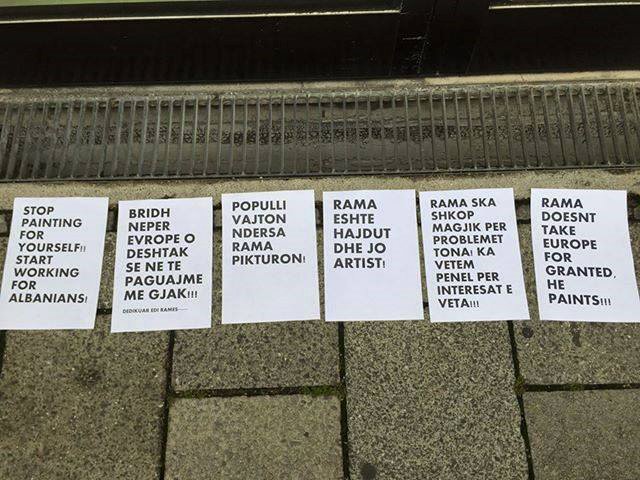 STOP
PAINTING
FOR
YOURSELF!!
START
WORKING
FOR
ALBANIANS!
BRIDH
NEPER
EVROPE O
DESHTAK
SE NE TE
PAGUAJME
ME GJAK!!!
DEDIKUAR EDI RAMES-----
POPULLI
VAJTON
NDERSA
RAMA
PIKTURON!
RAMA
ESHTE
HAJDUT
DHE JO
ARTIST!
RAMA SKA
SHKOP
MAGJIK PER
PROBLEMET
TONA! KA
VETEM
PENEL PER
INTERESAT E
VETA!!!
RAMA
DOESNT
TAKE
EUROPE
FOR
GRANTED,
HE
PAINTS!!!